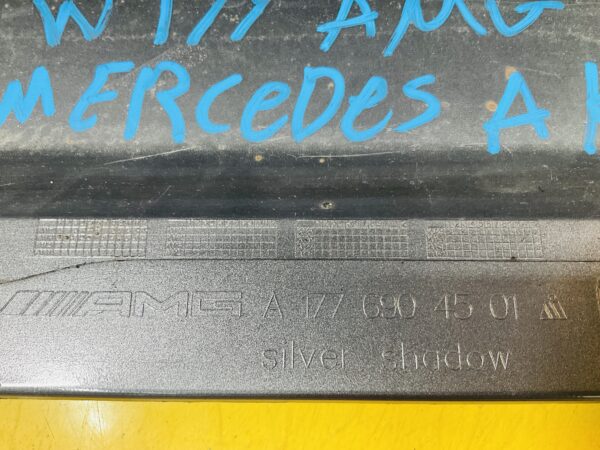 W177 AMG
MERCEDES A
AMG A 177 690 45 01
silver shadow